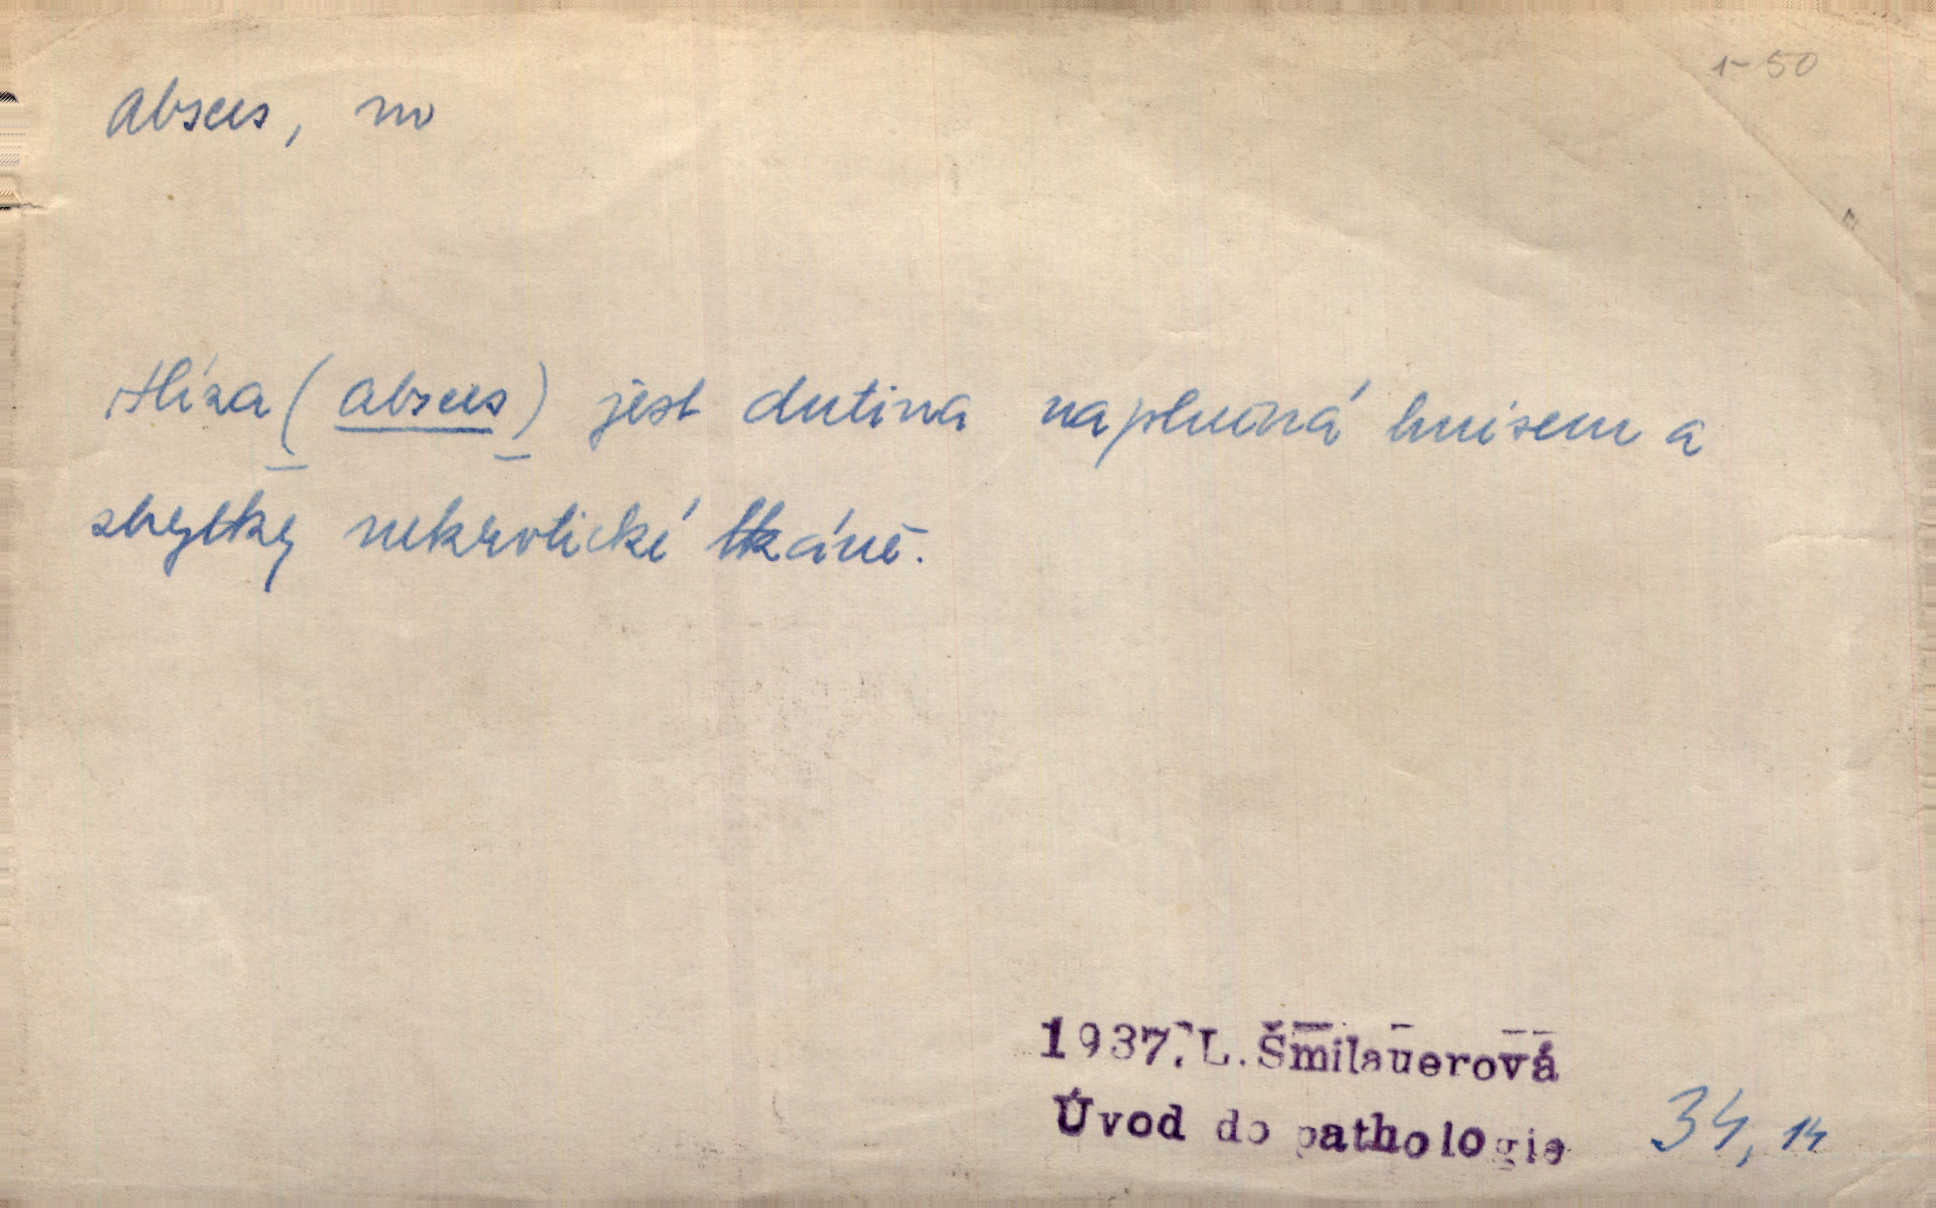 1-50
absces, m
Hlíza (absces) jest dutina naplněná hnisem a
zbytky nekrotické tkáně.
1937. L. Šmilauerová
Úvod do pathologie 34, 14